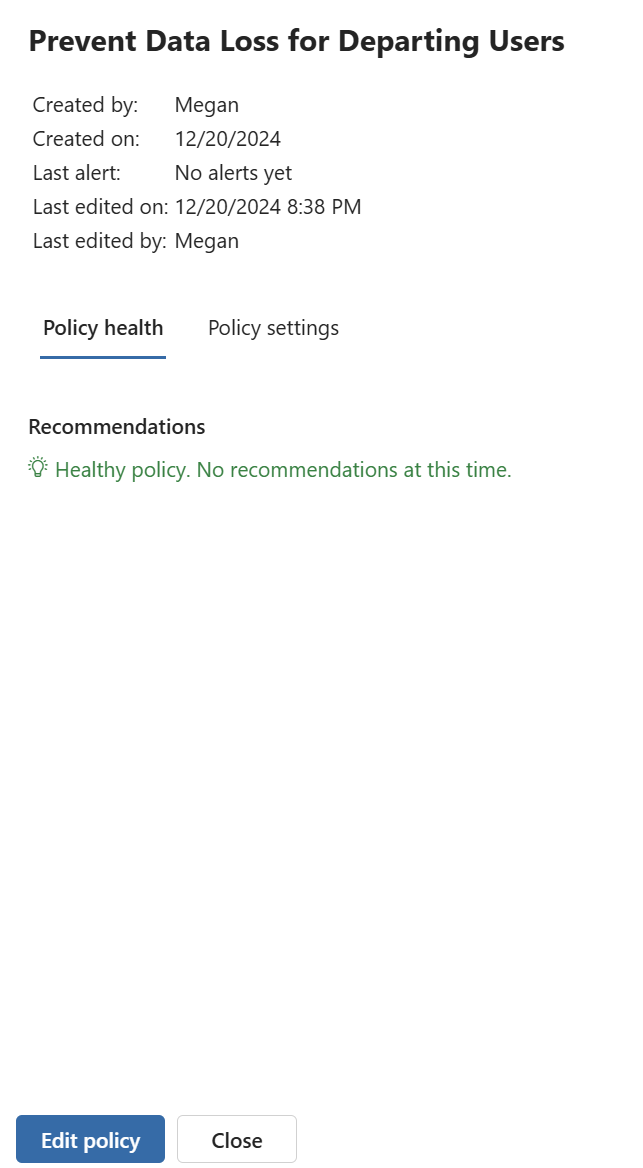 Prevent Data Loss for Departing Users
Created by: Megan
Created on: 12/20/2024
Last alert: No alerts yet
Last edited on: 12/20/2024 8:38 PM
Last edited by: Megan
Policy health Policy settings
Recommendations
Healthy policy. No recommendations at this time.
Edit policy Close